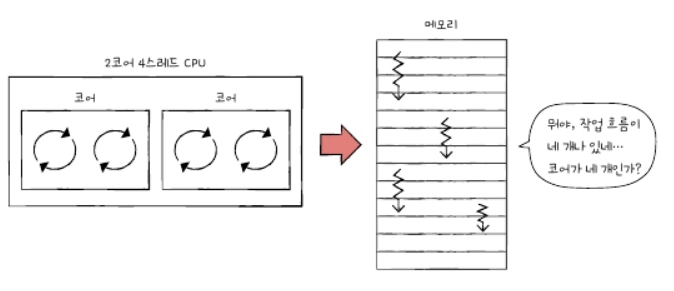 메모리
2코어 4스레드 CPU
코어
코어
뭐야, 작업 흐름이
네 개나 있네…
코어가 네 개인가?